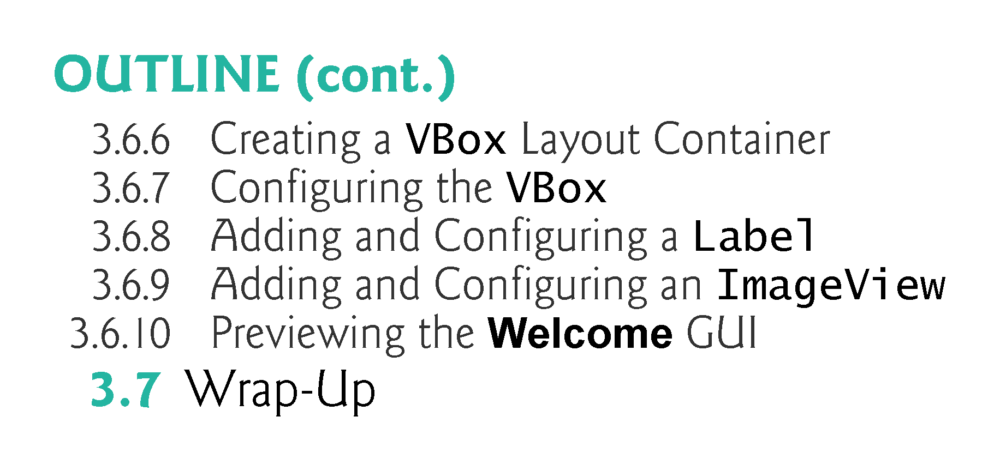 OUTLINE (cont.)
3.6.6 Creating a VBox Layout Container
3.6.7 Configuring the VBox
3.6.8 Adding and Configuring a Label
3.6.9 Adding and Configuring an ImageView
3.6.10 Previewing the Welcome GUI
3.7 Wrap-Up